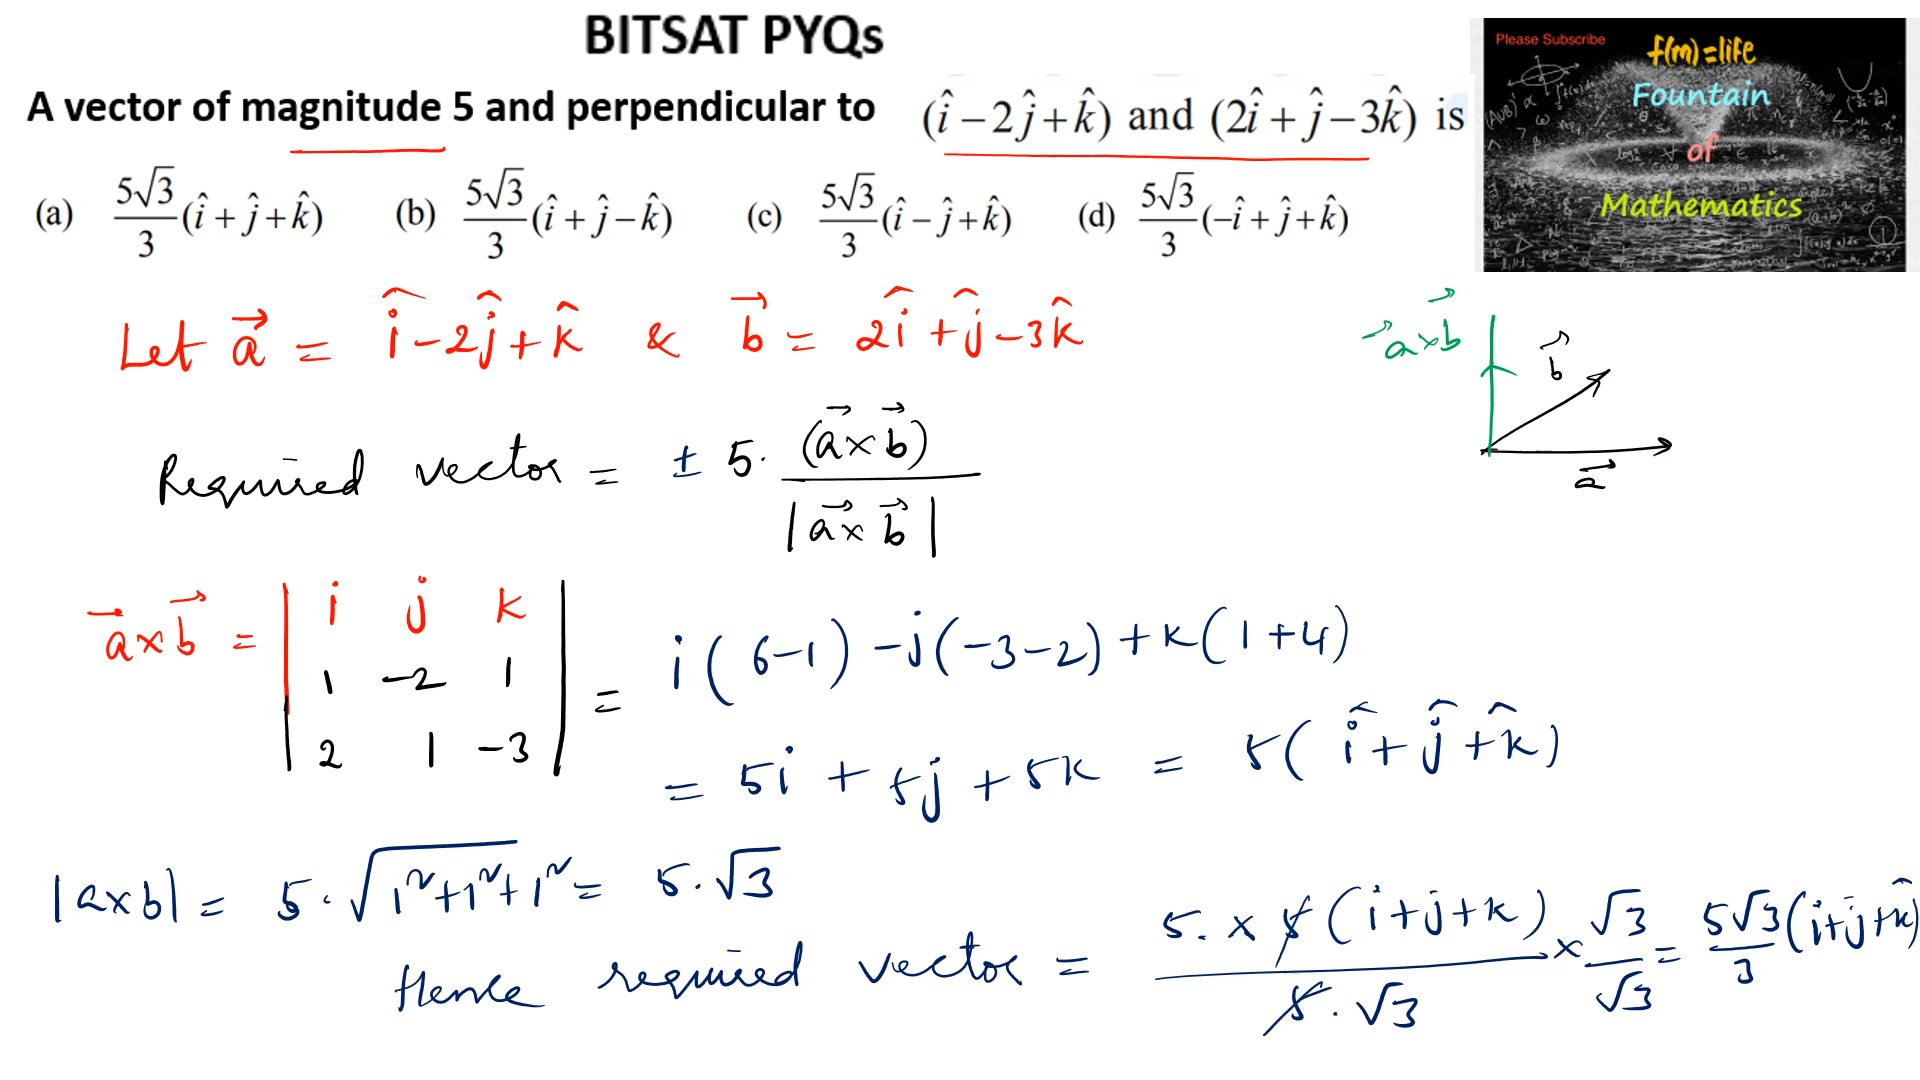 BITSAT PYQs
Please Subscribe
f(m)=life
Fountain
of
Mathematics
A vector of magnitude 5 and perpendicular to (î − 2ĵ + k̂) and (2î + ĵ − 3k̂) is
(a) 5√3/3 (î + ĵ + k̂) (b) 5√3/3 (î + ĵ − k̂) (c) 5√3/3 (î − ĵ + k̂) (d) 5√3/3 (−î + ĵ + k̂)
Let a⃗ = î − 2ĵ + k̂ & b⃗ = 2î + ĵ − 3k̂
a⃗×b⃗
b⃗
a⃗
Required vector = ± 5. (a⃗×b⃗) / |a⃗×b⃗|
a⃗×b⃗ = | i j k |
| 1 −2 1 | = i(6−1) −j(−3−2) + k(1+4)
| 2 1 −3 |
= 5i + 5j + 5k = 5(î + ĵ + k̂)
|a×b| = 5·√1²+1²+1² = 5·√3
Hence required vector = 5. × 5(i+j+k) / 5·√3 × √3/√3 = 5√3/3 (i+j+k̂)